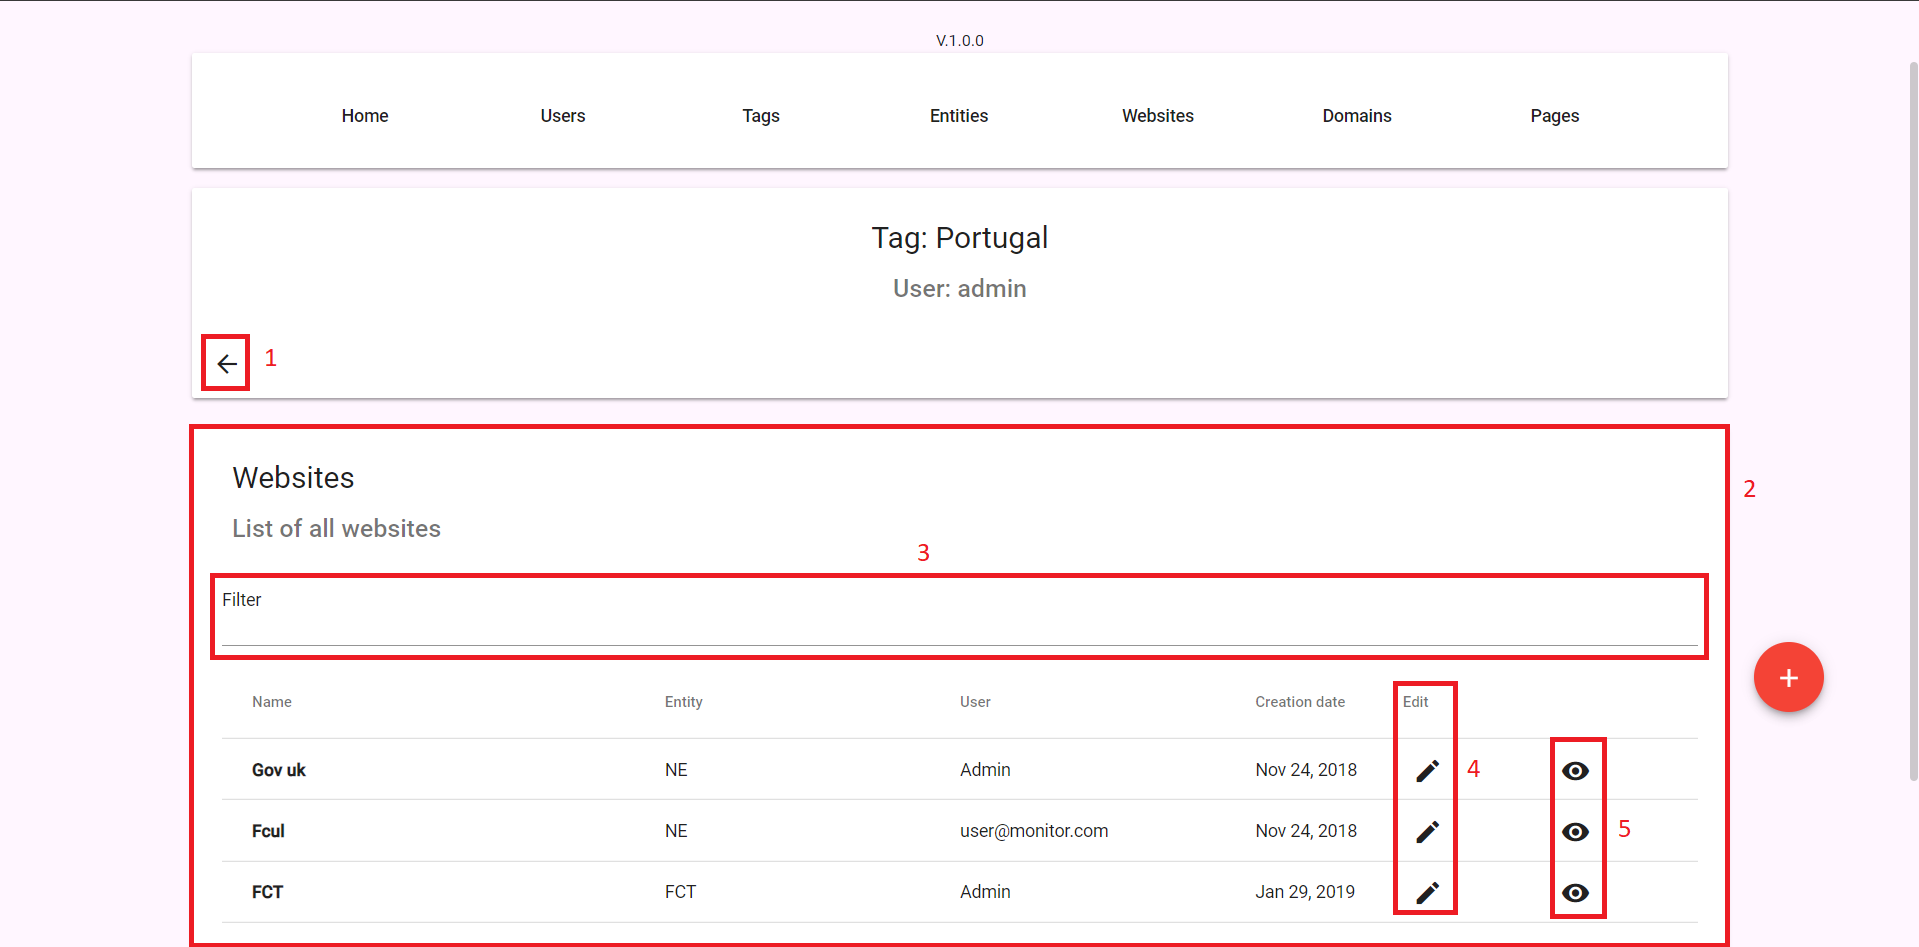 V.1.0.0
Home Users Tags Entities Websites Domains Pages
Tag: Portugal
User: admin
1
Websites
2
List of all websites
3
Filter
+
Name Entity User Creation date Edit
Gov uk NE Admin Nov 24, 2018 4
Fcul NE user@monitor.com Nov 24, 2018 5
FCT FCT Admin Jan 29, 2019